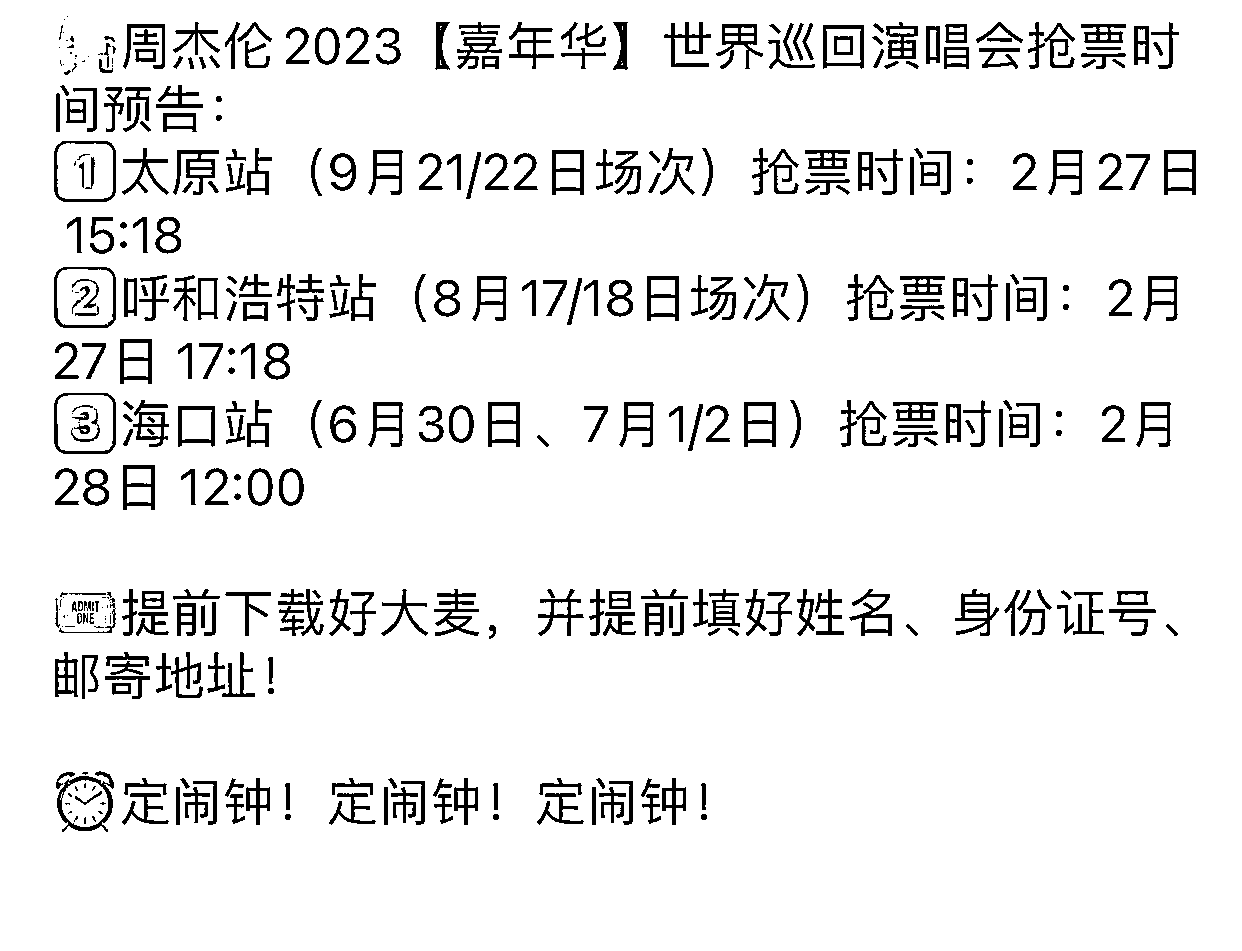 周杰伦2023【嘉年华】世界巡回演唱会抢票时
间预告：
1太原站（9月21/22日场次）抢票时间：2月27日
15:18
2呼和浩特站（8月17/18日场次）抢票时间：2月
27日 17:18
3海口站（6月30日、7月1/2日）抢票时间：2月
28日 12:00
ADMIT
ONE
提前下载好大麦，并提前填好姓名、身份证号、
邮寄地址！
定闹钟！定闹钟！定闹钟！